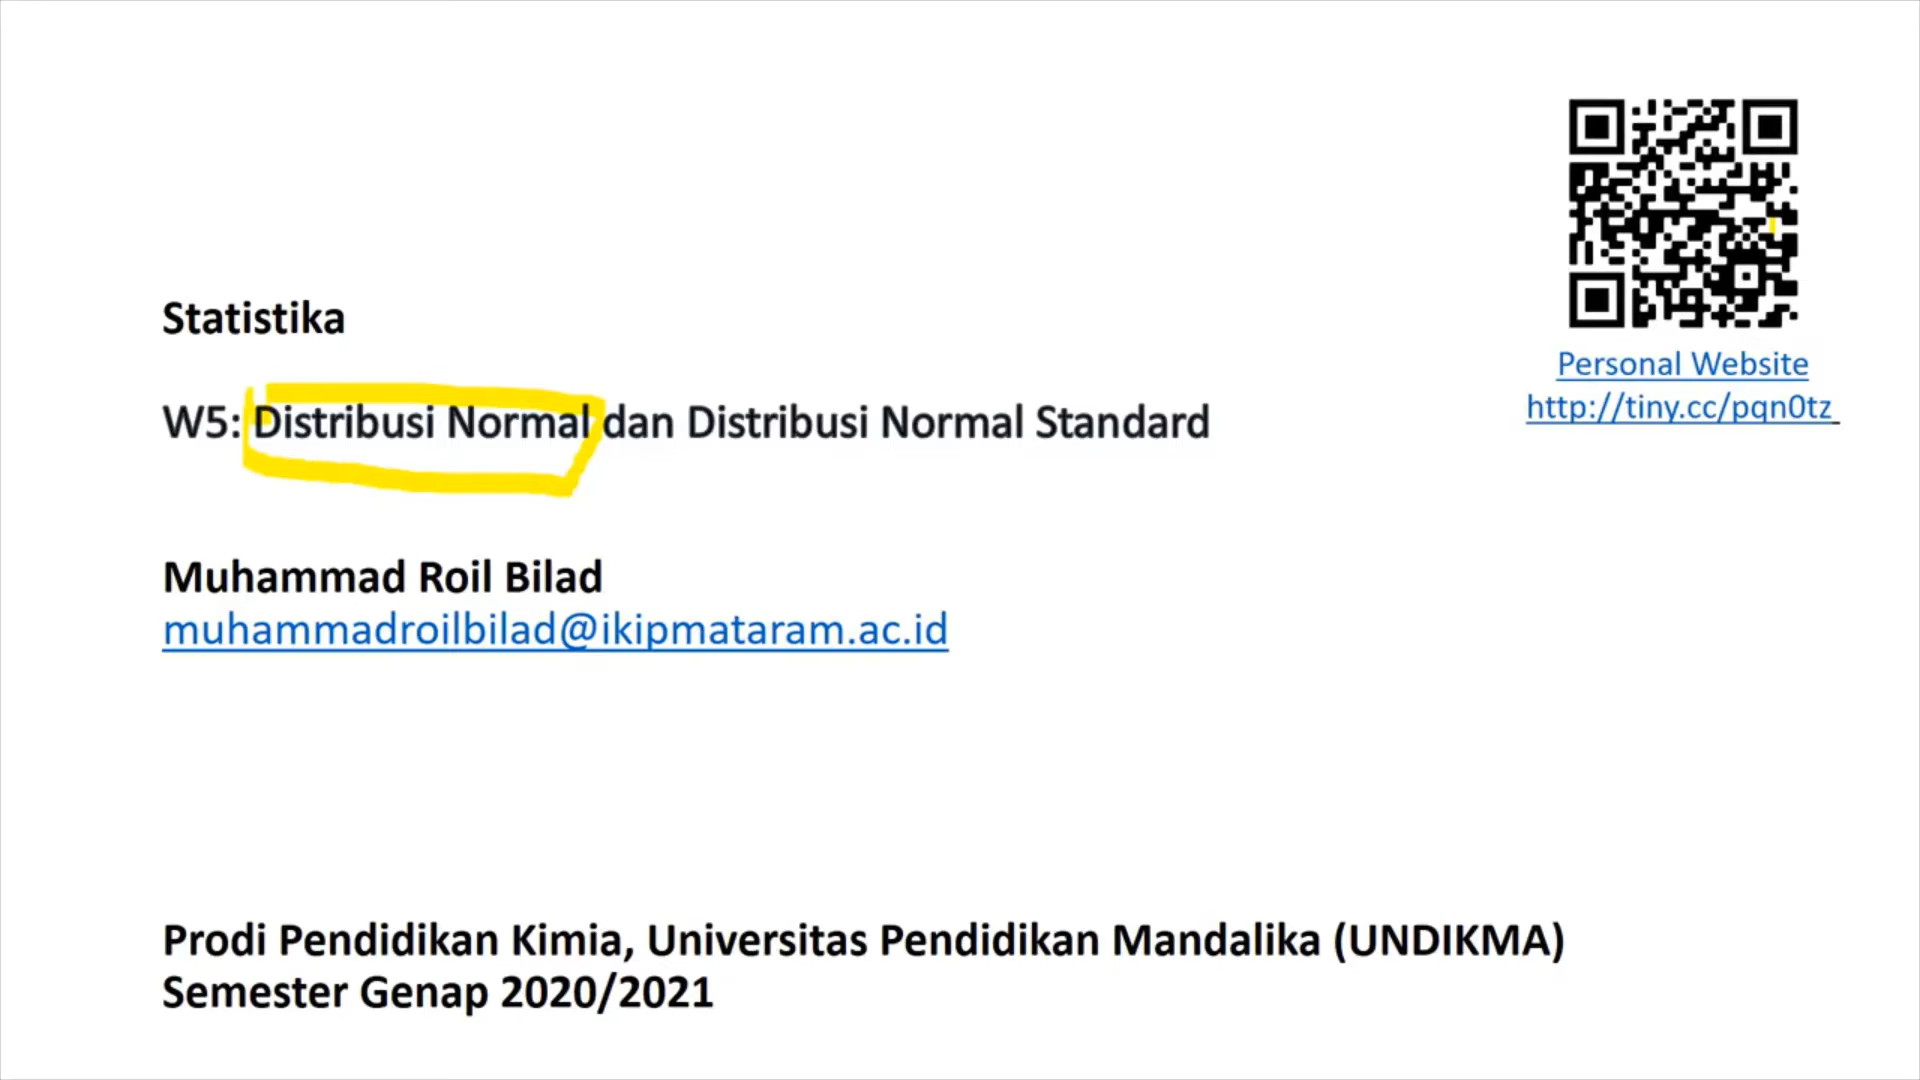 Statistika
W5: Distribusi Normal dan Distribusi Normal Standard
Muhammad Roil Bilad
muhammadroilbilad@ikipmataram.ac.id
Personal Website
http://tiny.cc/pqn0tz
Prodi Pendidikan Kimia, Universitas Pendidikan Mandalika (UNDIKMA)
Semester Genap 2020/2021